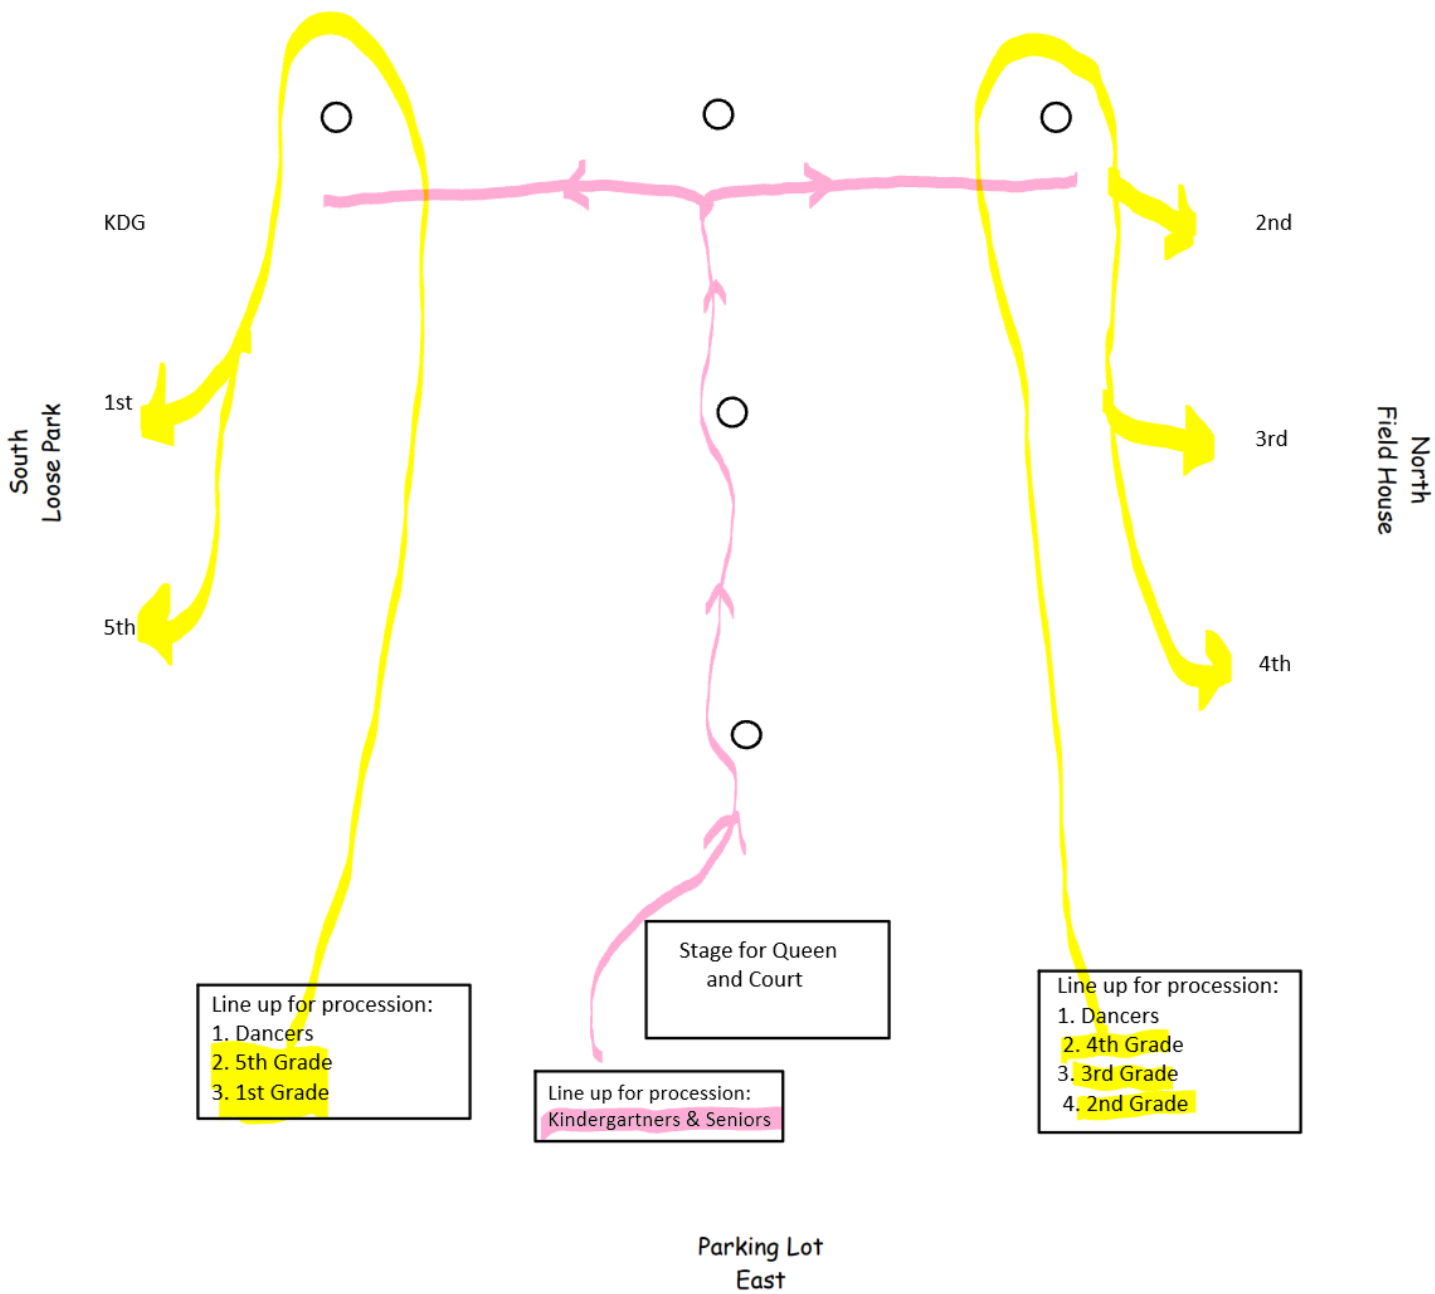 KDG
2nd
1st
3rd
South
Loose Park
North
Field House
5th
4th
Stage for Queen
and Court
Line up for procession:
1. Dancers
2. 5th Grade
3. 1st Grade
Line up for procession:
Kindergartners & Seniors
Line up for procession:
1. Dancers
2. 4th Grade
3. 3rd Grade
4. 2nd Grade
Parking Lot
East